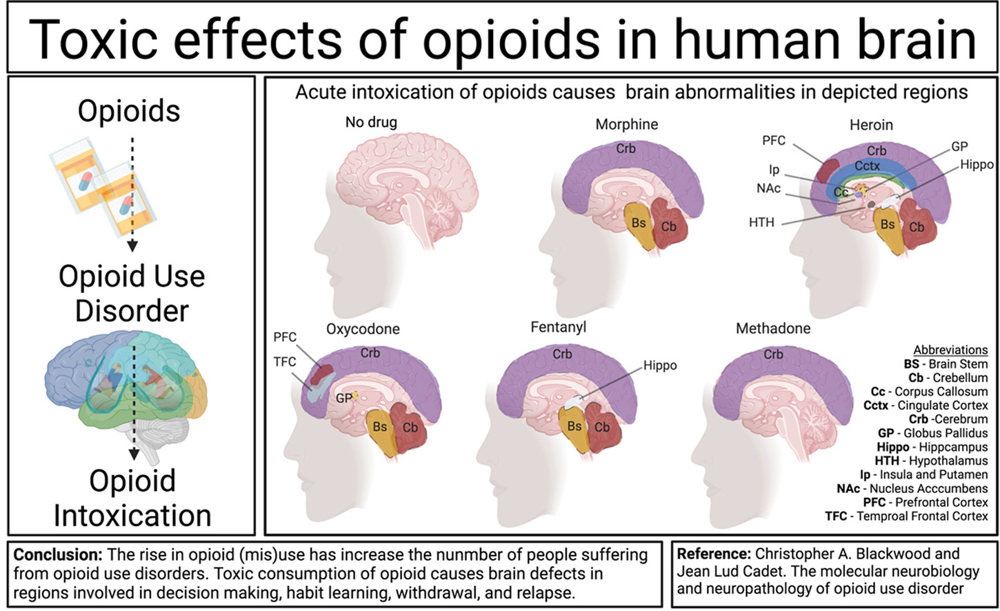 Toxic effects of opioids in human brain
Opioids
Opioid Use
Disorder
Opioid
Intoxication
Acute intoxication of opioids causes brain abnormalities in depicted regions
No drug
Morphine
Crb
Bs
Cb
Heroin
PFC
Ip
NAc
HTH
Crb
Cctx
Cc
GP
Hippo
Bs
Cb
Oxycodone
PFC
TFC
Crb
GP
Bs
Cb
Fentanyl
Crb
Hippo
Bs
Cb
Methadone
Crb
Abbreviations
BS - Brain Stem
Cb - Crebellum
Cc - Corpus Callosum
Cctx - Cingulate Cortex
Crb -Cerebrum
GP - Globus Pallidus
Hippo - Hippcampus
HTH - Hypothalamus
Ip - Insula and Putamen
NAc - Nucleus Acccumbens
PFC - Prefrontal Cortex
TFC - Temproal Frontal Cortex
Conclusion: The rise in opioid (mis)use has increase the nunmber of people suffering
from opioid use disorders. Toxic consumption of opioid causes brain defects in
regions involved in decision making, habit learning, withdrawal, and relapse.
Reference: Christopher A. Blackwood and
Jean Lud Cadet. The molecular neurobiology
and neuropathology of opioid use disorder